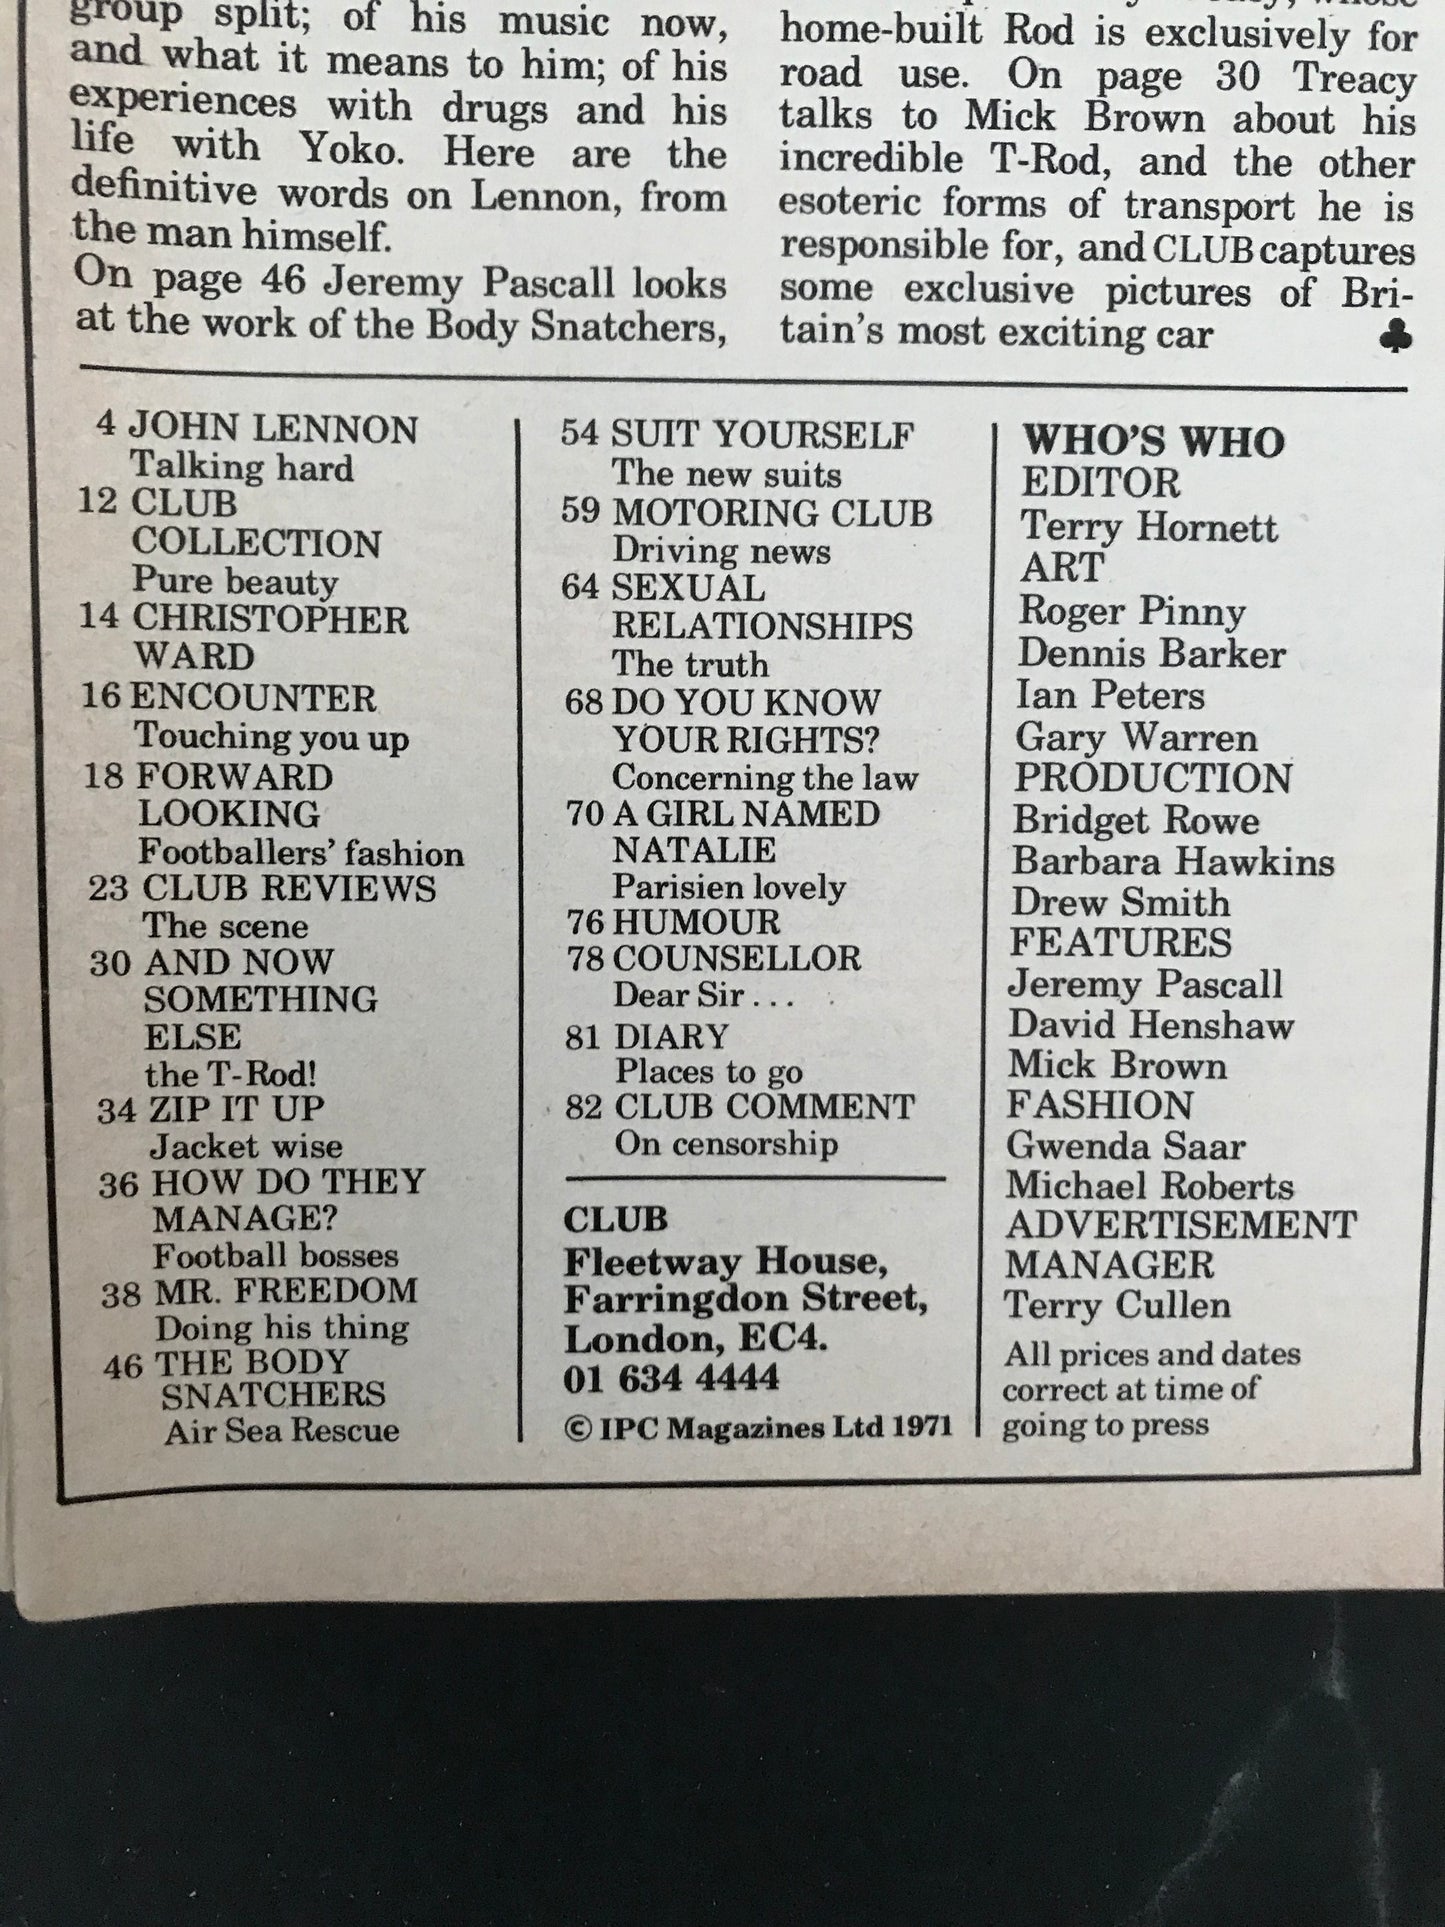 group split; of his music now,
and what it means to him; of his
experiences with drugs and his
life with Yoko. Here are the
definitive words on Lennon, from
the man himself.
On page 46 Jeremy Pascall looks
at the work of the Body Snatchers,
home-built Rod is exclusively for
road use. On page 30 Treacy
talks to Mick Brown about his
incredible T-Rod, and the other
esoteric forms of transport he is
responsible for, and CLUB captures
some exclusive pictures of Bri-
tain's most exciting car
4 JOHN LENNON
Talking hard
12 CLUB
COLLECTION
Pure beauty
14 CHRISTOPHER
WARD
16 ENCOUNTER
Touching you up
18 FORWARD
LOOKING
Footballers' fashion
23 CLUB REVIEWS
The scene
30 AND NOW
SOMETHING
ELSE
the T-Rod!
34 ZIP IT UP
Jacket wise
36 HOW DO THEY
MANAGE?
Football bosses
38 MR. FREEDOM
Doing his thing
46 THE BODY
SNATCHERS
Air Sea Rescue
54 SUIT YOURSELF
The new suits
59 MOTORING CLUB
Driving news
64 SEXUAL
RELATIONSHIPS
The truth
68 DO YOU KNOW
YOUR RIGHTS?
Concerning the law
70 A GIRL NAMED
NATALIE
Parisien lovely
76 HUMOUR
78 COUNSELLOR
Dear Sir...
81 DIARY
Places to go
82 CLUB COMMENT
On censorship
CLUB
Fleetway House,
Farringdon Street,
London, EC4.
01 634 4444
© IPC Magazines Ltd 1971
WHO'S WHO
EDITOR
Terry Hornett
ART
Roger Pinny
Dennis Barker
Ian Peters
Gary Warren
PRODUCTION
Bridget Rowe
Barbara Hawkins
Drew Smith
FEATURES
Jeremy Pascall
David Henshaw
Mick Brown
FASHION
Gwenda Saar
Michael Roberts
ADVERTISEMENT
MANAGER
Terry Cullen
All prices and dates
correct at time of
going to press